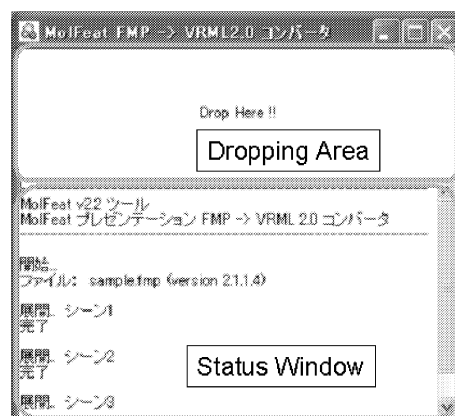 MolFeat FMP -> VRML2.0 コンバータ
Drop Here !!
Dropping Area
MolFeat v2.2 ツール
MolFeat プレゼンテーション FMP -> VRML 2.0 コンバータ
開始...
ファイル： sample.fmp (version 2.1.1.4)
展開... シーン1
完了
展開... シーン2
完了
Status Window
展開... シーン3